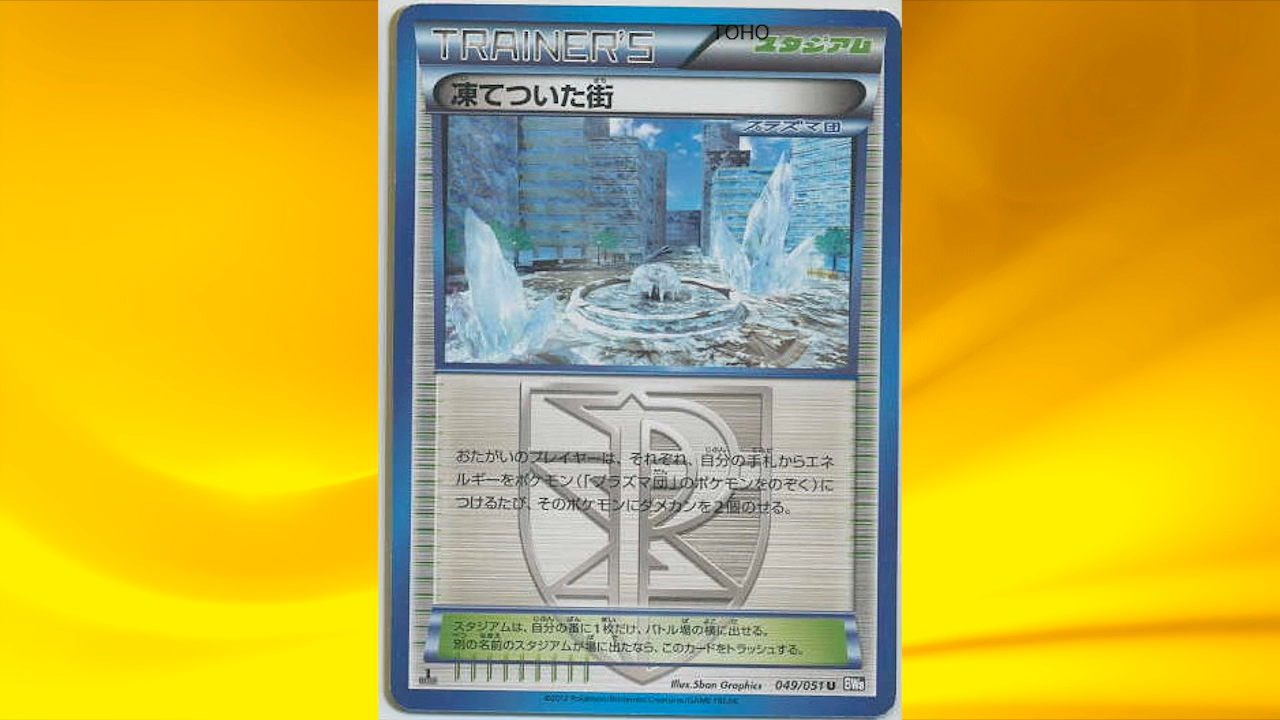 TRAINER'S
TOHO
スタジアム
凍てついた街
プラズマ団
おたがいのプレイヤーは、それぞれ、自分の手札からエネ
ルギーをポケモン(「プラズマ団」のポケモンをのぞく)に
つけるたび、そのポケモンにダメカンを2個のせる。
スタジアムは、自分の番に1枚だけ、バトル場の横に出せる。
別の名前のスタジアムが場に出たなら、このカードをトラッシュする。
Illus.5ban Graphics 049/051 U
©2012 Pokémon/Nintendo/Creatures/GAME FREAK